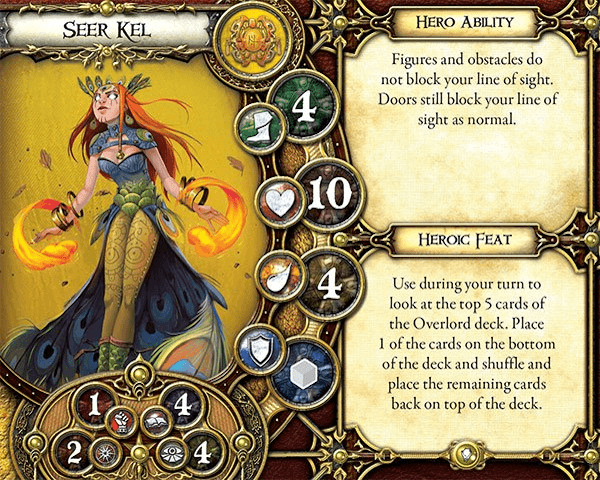 SEER KEL
4
10
4
1
4
2
4
HERO ABILITY
Figures and obstacles do
not block your line of sight.
Doors still block your line of
sight as normal.
HEROIC FEAT
Use during your turn to
look at the top 5 cards of
the Overlord deck. Place
1 of the cards on the bottom
of the deck and shuffle and
place the remaining cards
back on top of the deck.